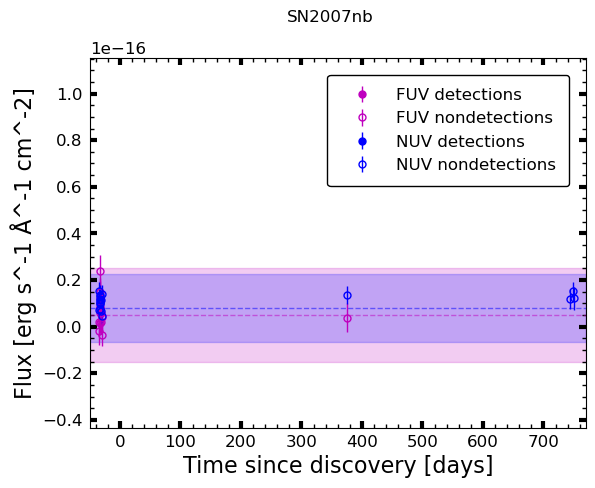 SN2007nb
1e−16
FUV detections
FUV nondetections
NUV detections
NUV nondetections
1.0
0.8
0.6
0.4
0.2
0.0
−0.2
−0.4
Flux [erg s^-1 Å^-1 cm^-2]
0 100 200 300 400 500 600 700
Time since discovery [days]